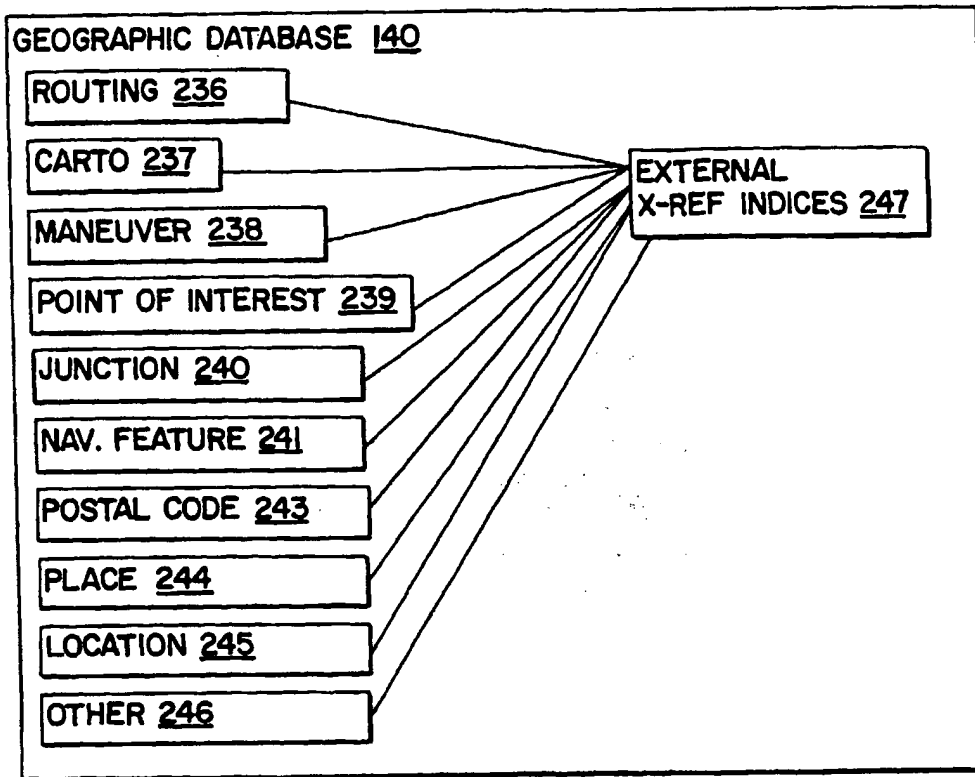 GEOGRAPHIC DATABASE 140
ROUTING 236
CARTO 237
MANEUVER 238
POINT OF INTEREST 239
JUNCTION 240
NAV. FEATURE 241
POSTAL CODE 243
PLACE 244
LOCATION 245
OTHER 246
EXTERNAL
X-REF INDICES 247